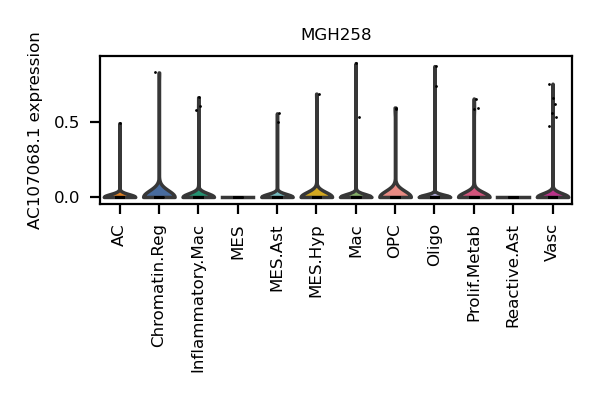 MGH258
AC107068.1 expression
0.5
0.0
AC
Chromatin.Reg
Inflammatory.Mac
MES
MES.Ast
MES.Hyp
Mac
OPC
Oligo
Prolif.Metab
Reactive.Ast
Vasc